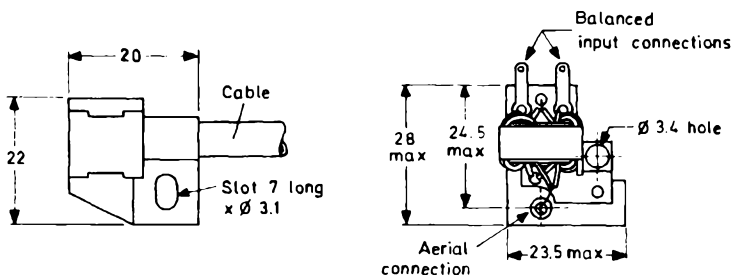 20
22
Cable
Slot 7 long
x Ø 3.1
Balanced
input connections
28
max
24.5
max
Ø 3.4 hole
Aerial
connection
23.5 max